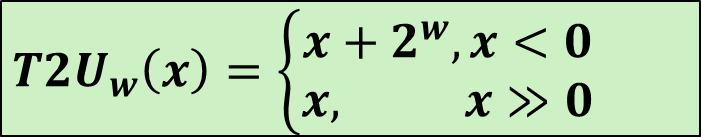 T2U_w(x) = { x + 2^w, x < 0
x, x ≫ 0